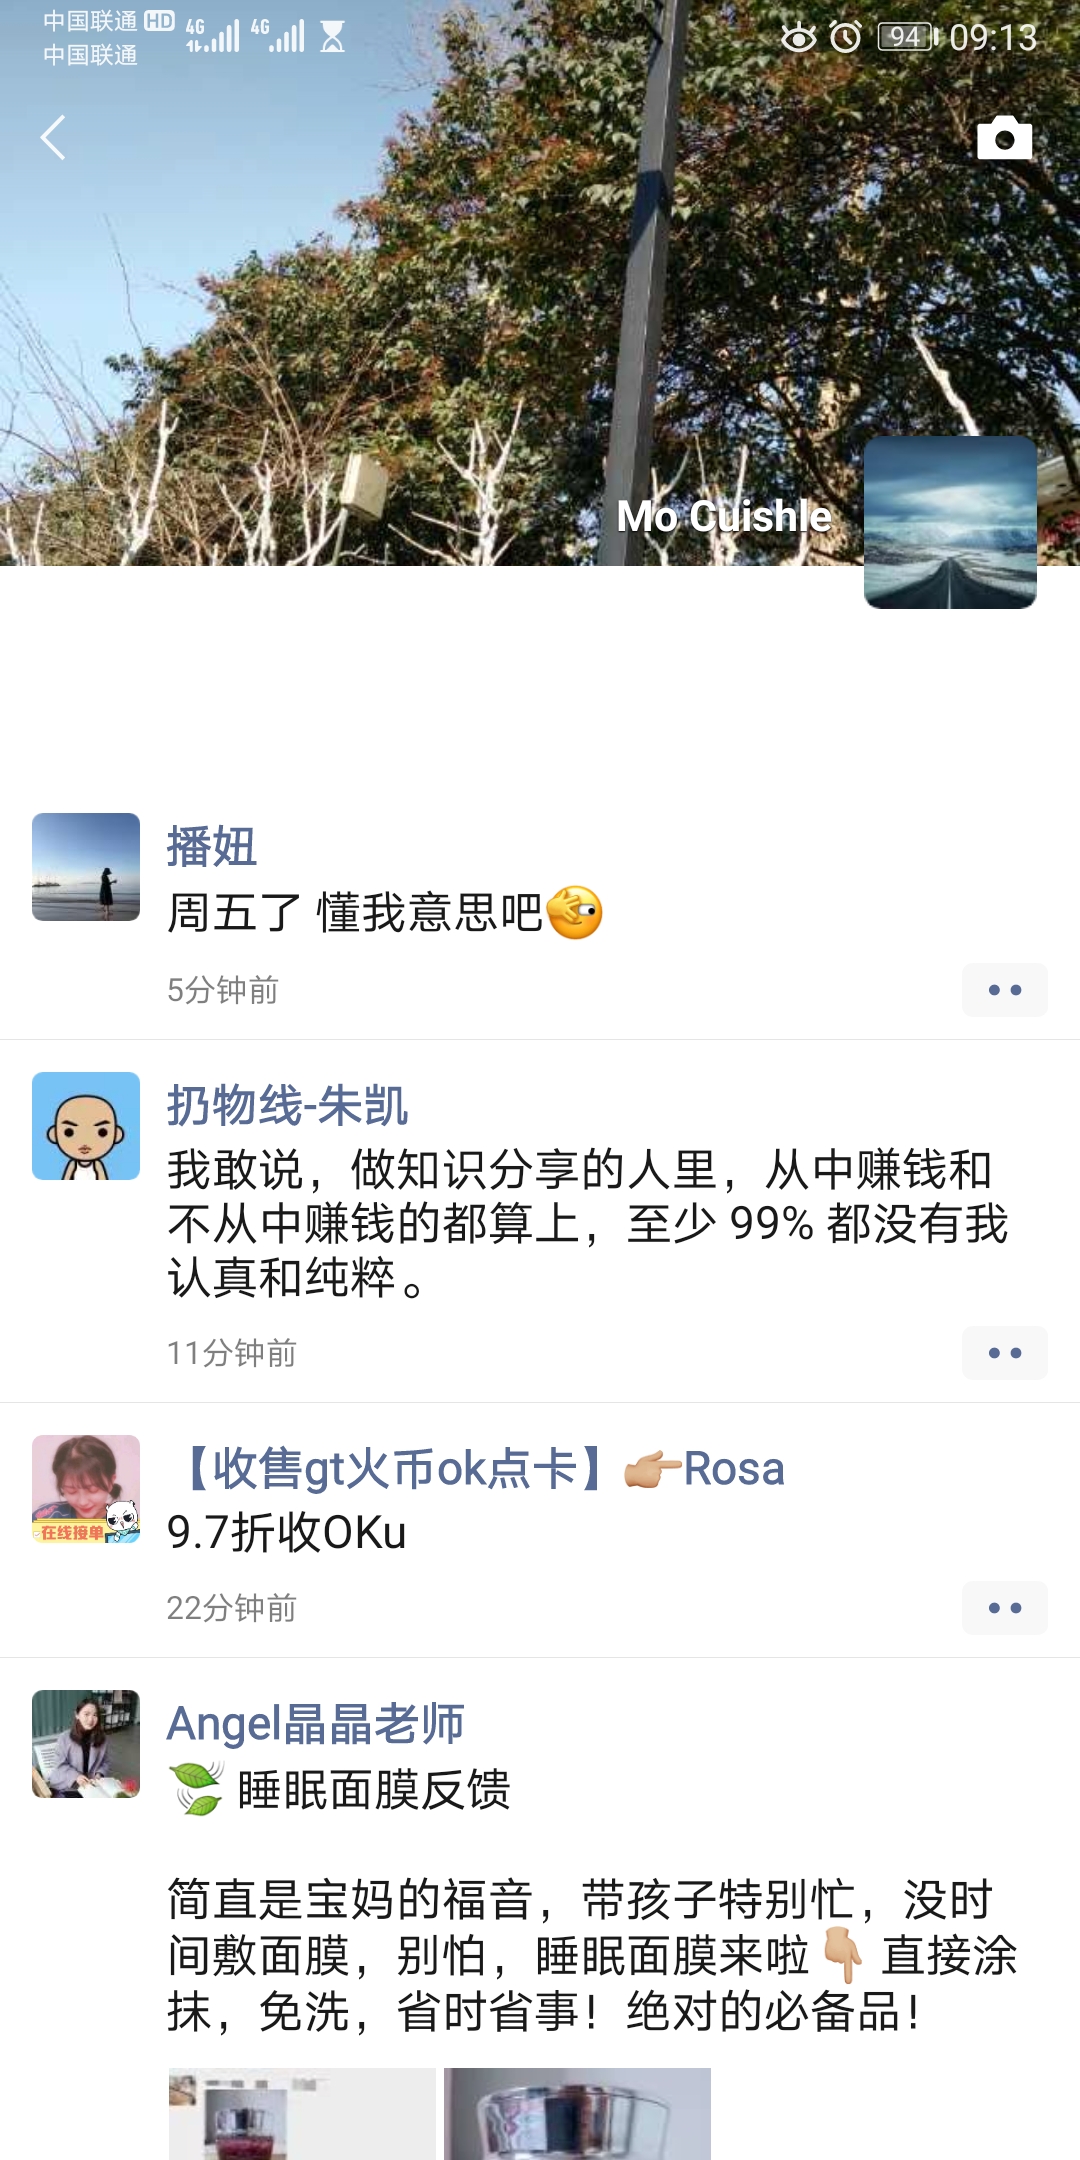 中国联通 HD 4G 4G 94 09:13
中国联通
Mo Cuishle
播妞
周五了 懂我意思吧
5分钟前
扔物线-朱凯
我敢说，做知识分享的人里，从中赚钱和
不从中赚钱的都算上，至少 99% 都没有我
认真和纯粹。
11分钟前
【收售gt火币ok点卡】👉🏼Rosa
在线接单
9.7折收OKu
22分钟前
Angel晶晶老师
🍃 睡眠面膜反馈
简直是宝妈的福音，带孩子特别忙，没时
间敷面膜，别怕，睡眠面膜来啦👇🏼 直接涂
抹，免洗，省时省事！绝对的必备品！